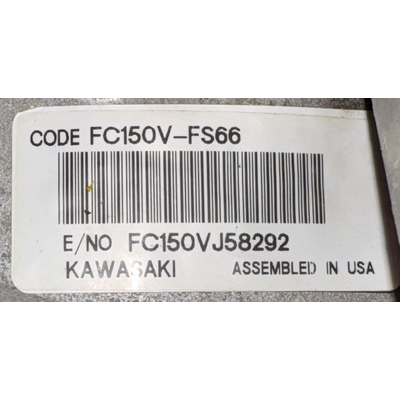 CODE FC150V-FS66
E/NO FC150VJ58292
KAWASAKI ASSEMBLED IN USA